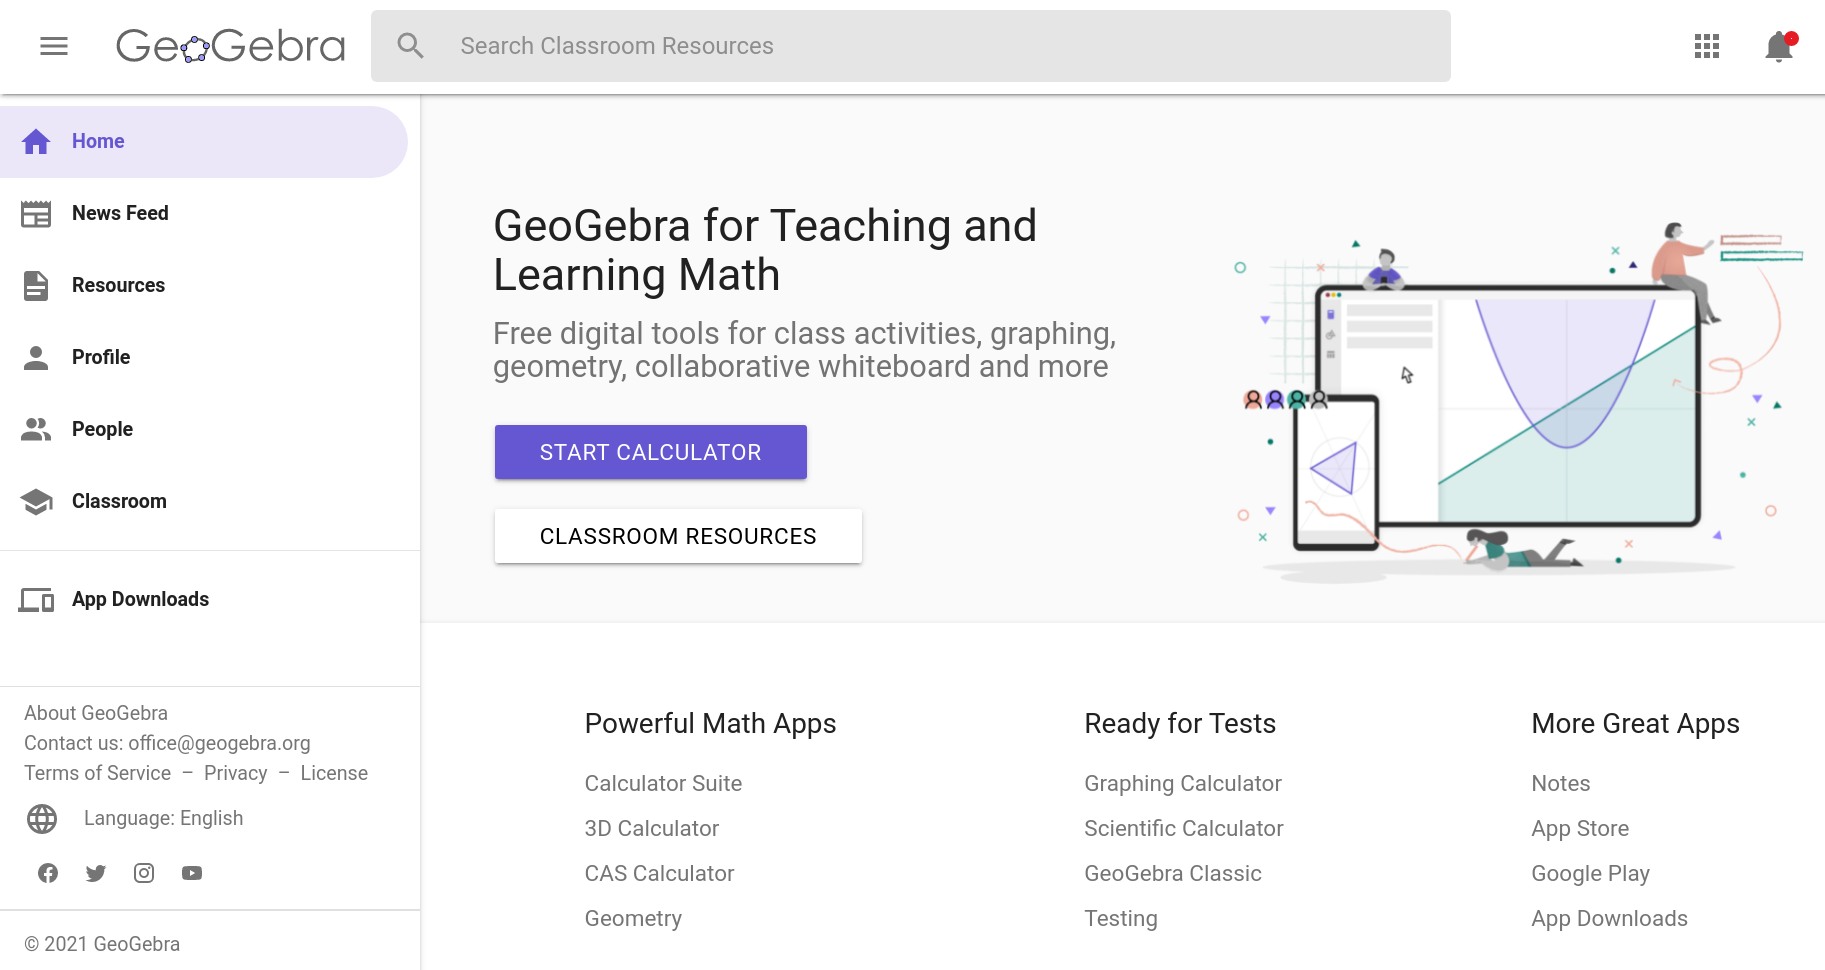 GeoGebra
Search Classroom Resources
Home
News Feed
Resources
Profile
People
Classroom
App Downloads
About GeoGebra
Contact us: office@geogebra.org
Terms of Service – Privacy – License
Language: English
© 2021 GeoGebra
GeoGebra for Teaching and
Learning Math
Free digital tools for class activities, graphing,
geometry, collaborative whiteboard and more
START CALCULATOR
CLASSROOM RESOURCES
Powerful Math Apps
Calculator Suite
3D Calculator
CAS Calculator
Geometry
Ready for Tests
Graphing Calculator
Scientific Calculator
GeoGebra Classic
Testing
More Great Apps
Notes
App Store
Google Play
App Downloads